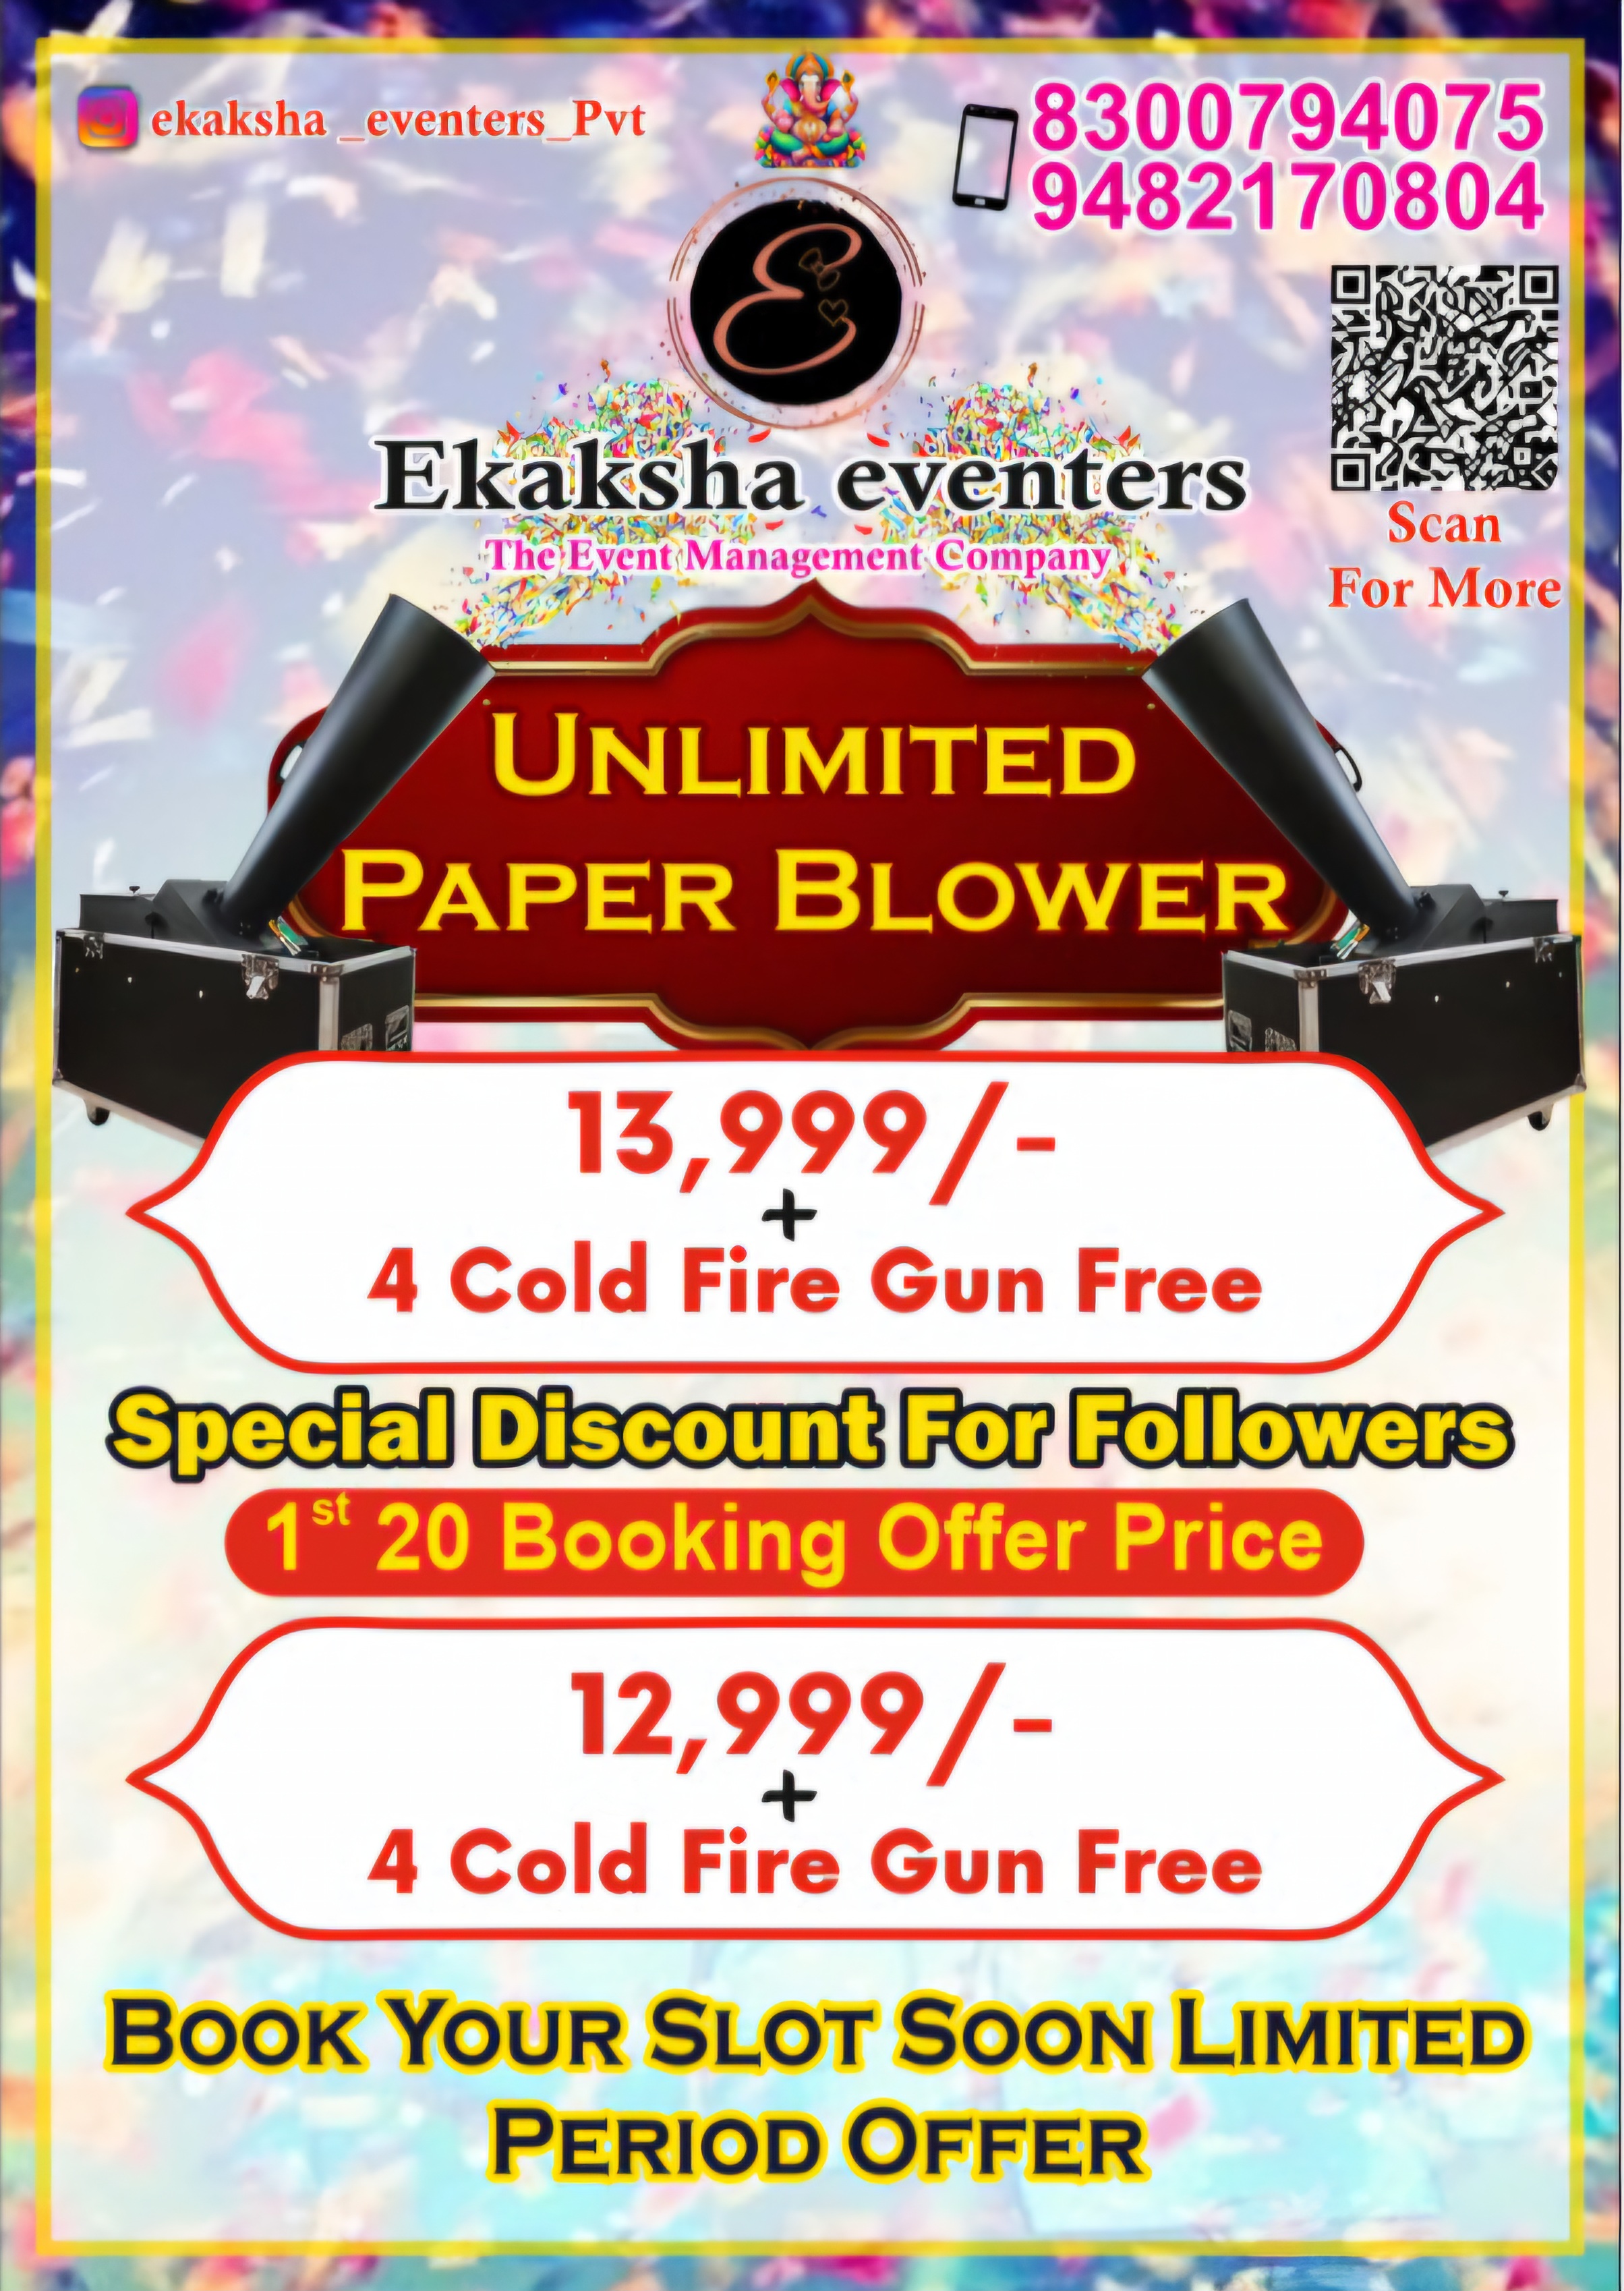 ekaksha _eventers_Pvt
8300794075
9482170804
E
Ekaksha eventers
The Event Management Company
Scan
For More
UNLIMITED
PAPER BLOWER
13,999/-
+
4 Cold Fire Gun Free
Special Discount For Followers
1st 20 Booking Offer Price
12,999/-
+
4 Cold Fire Gun Free
BOOK YOUR SLOT SOON LIMITED
PERIOD OFFER